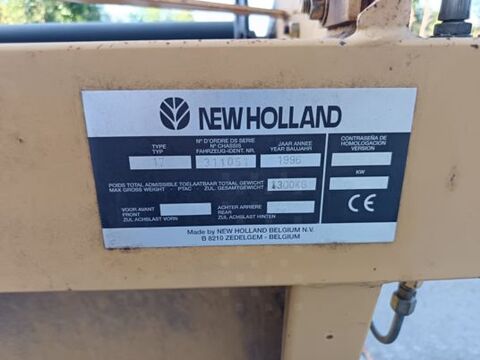 NEW HOLLAND
TYPE
TYP
N° D'ORDRE DS SERIE
N° CHASSIS
FAHRZEUG-IDENT. NR.
JAAR ANNEE
YEAR BAUJAHR
CONTRASEÑA DE
HOMOLOGACION
VERSION
17
1996
KW
POIDS TOTAL ADMISSIBLE TOELAATBAAR TOTAAL GEWICHT
MAX GROSS WEIGHT - PTAC - ZUL. GESAMTGEWICHT
VOOR AVANT
FRONT
ZUL ACHSLAST VORN
ACHTER ARRIERE
REAR
ZUL ACHSLAST HINTEN
CE
Made by NEW HOLLAND BELGIUM N.V.
B 8210 ZEDELGEM - BELGIUM